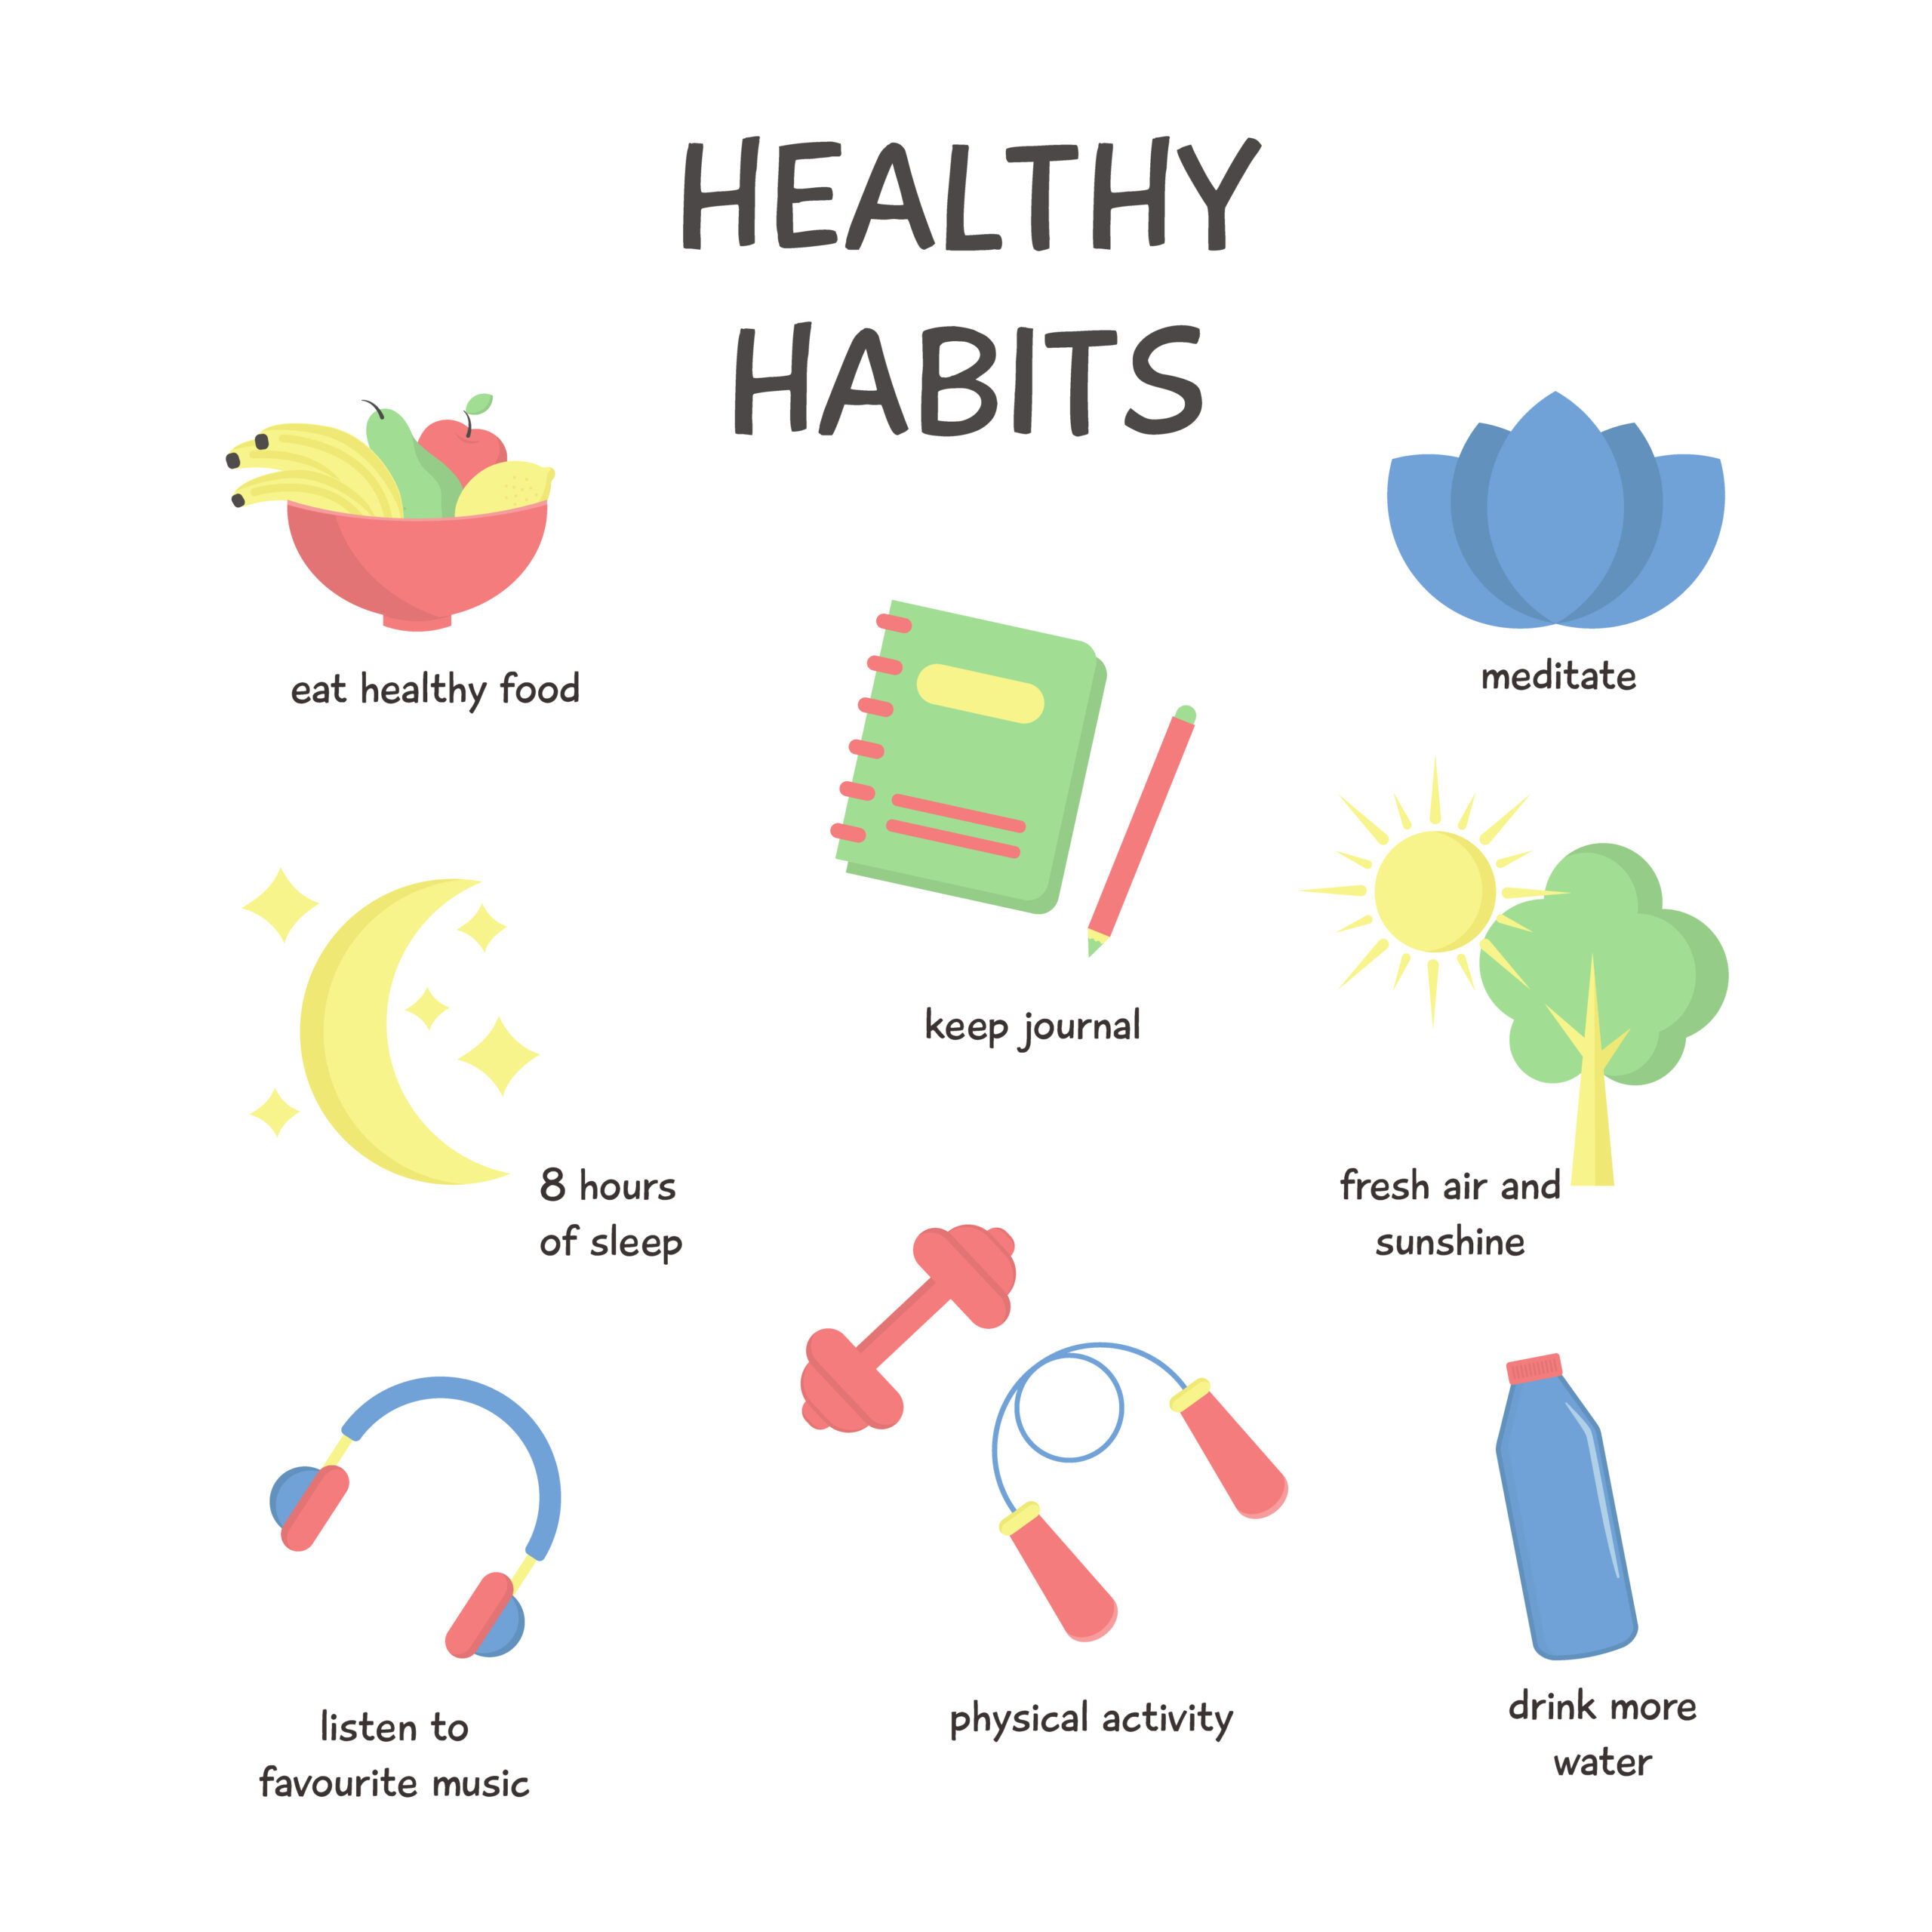 HEALTHY
HABITS
eat healthy food
meditate
keep journal
8 hours
of sleep
fresh air and
sunshine
listen to
favourite music
physical activity
drink more
water